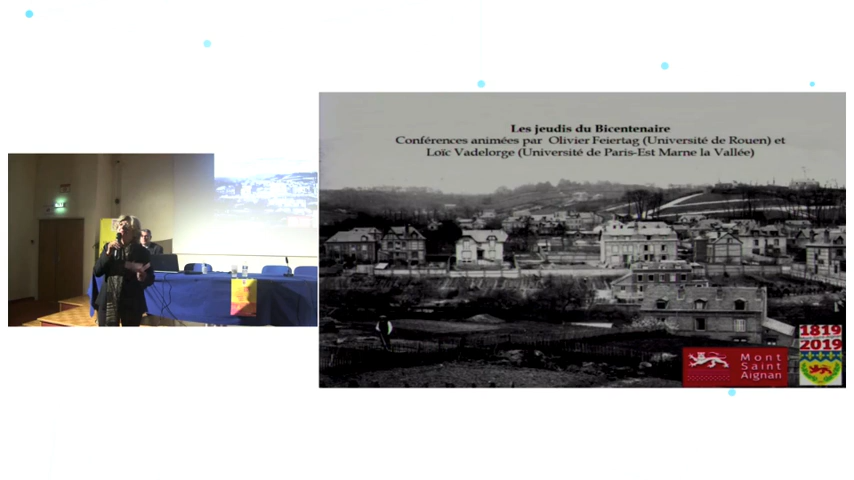 Les jeudis du Bicentenaire
Conférences animées par Olivier Feiertag (Université de Rouen) et
Loïc Vadelorge (Université de Paris-Est Marne la Vallée)
1819
2019
Mont
Saint
Aignan